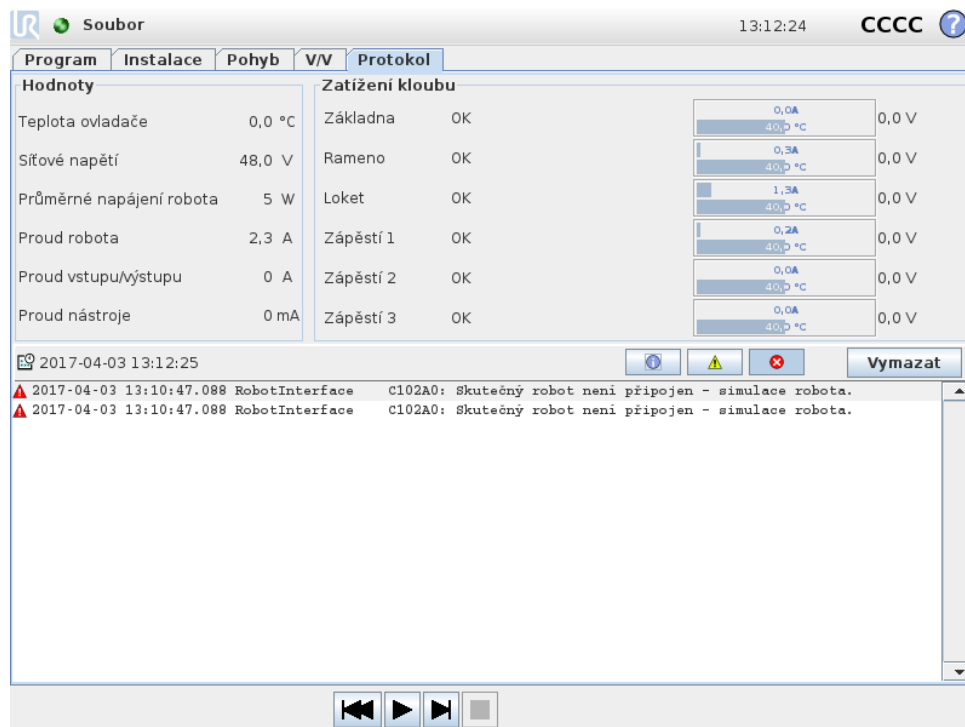 UR Soubor 13:12:24 CCCC ?
Program Instalace Pohyb V/V Protokol
Hodnoty
Teplota ovladače 0,0 °C
Síťové napětí 48,0 V
Průměrné napájení robota 5 W
Proud robota 2,3 A
Proud vstupu/výstupu 0 A
Proud nástroje 0 mA
Zatížení kloubu
Základna OK 0,0A 0,0 V
40,0 °C
Rameno OK 0,3A 0,0 V
40,0 °C
Loket OK 1,3A 0,0 V
40,0 °C
Zápěstí 1 OK 0,2A 0,0 V
40,0 °C
Zápěstí 2 OK 0,0A 0,0 V
40,0 °C
Zápěstí 3 OK 0,0A 0,0 V
40,0 °C
2017-04-03 13:12:25 Vymazat
2017-04-03 13:10:47.088 RobotInterface C102A0: Skutečný robot není připojen - simulace robota.
2017-04-03 13:10:47.088 RobotInterface C102A0: Skutečný robot není připojen - simulace robota.